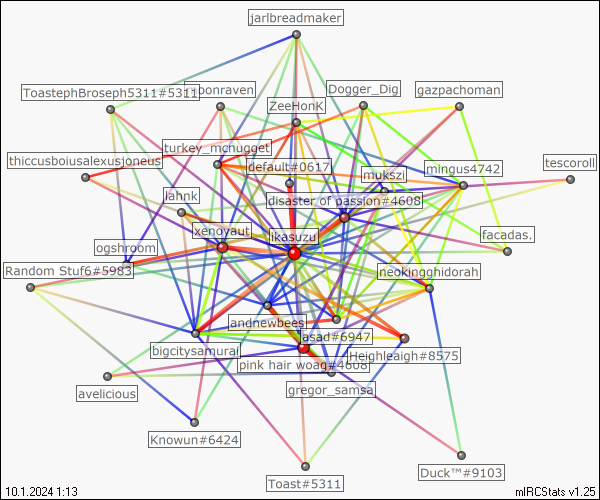 jarlbreadmaker
ToastephBroseph5311#5311
Dogger_Dig
gazpachoman
ZeeHonK
turkey_mcnugget
thiccusboiusalexusjoneus
default#0617
mukszi
mingus4742
tescoroll
lahnk
disaster of passion#4608
xenoyaut
ikasuzu
facadas.
ogshroom
Random Stuf6#5983
neokingghidorah
andnewbees
asad#6947
bigcitysamurai
pink hair woag#4608
Heighleaigh#8575
avelicious
gregor_samsa
Knowun#6424
Duck™#9103
Toast#5311
10.1.2024 1:13
mIRCStats v1.25